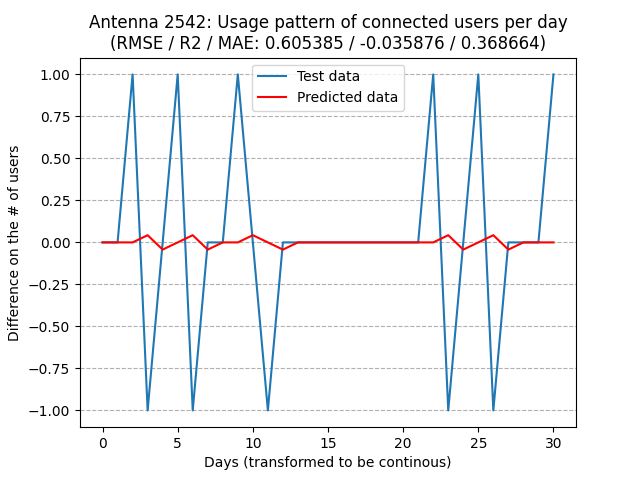 Antenna 2542: Usage pattern of connected users per day
(RMSE / R2 / MAE: 0.605385 / -0.035876 / 0.368664)
Test data
Predicted data
Difference on the # of users
1.00
0.75
0.50
0.25
0.00
−0.25
−0.50
−0.75
−1.00
0 5 10 15 20 25 30
Days (transformed to be continous)